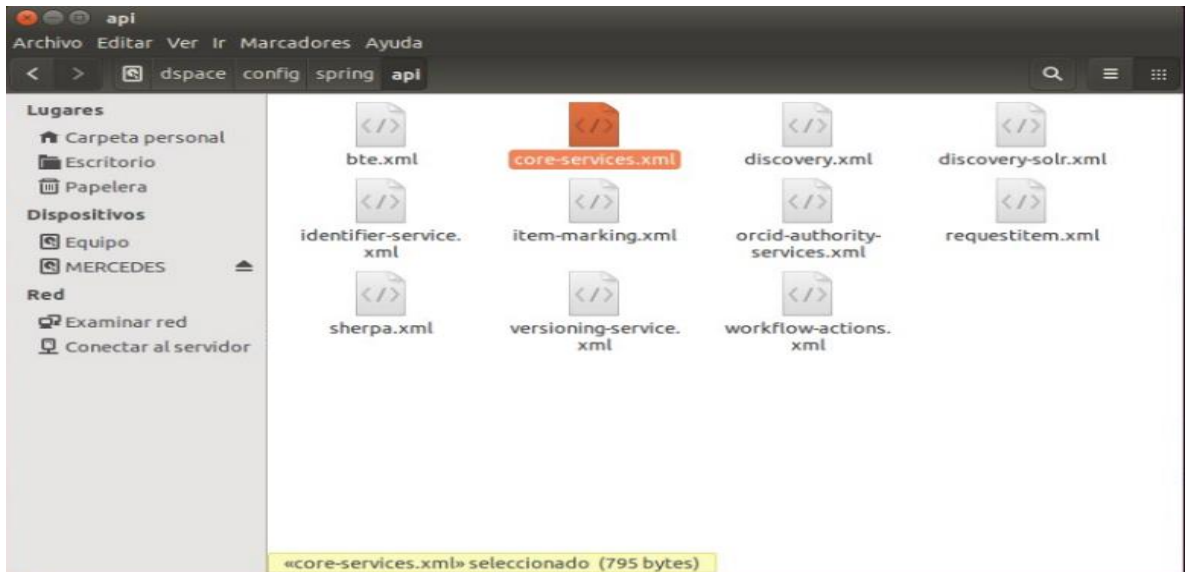 api
Archivo Editar Ver Ir Marcadores Ayuda
< > dspace config spring api
Lugares
Carpeta personal
Escritorio
Papelera
Dispositivos
Equipo
MERCEDES
Red
Examinar red
Conectar al servidor
bte.xml
core-services.xml
discovery.xml
discovery-solr.xml
identifier-service.
xml
item-marking.xml
orcid-authority-
services.xml
requestitem.xml
sherpa.xml
versioning-service.
xml
workflow-actions.
xml
«core-services.xml» seleccionado (795 bytes)